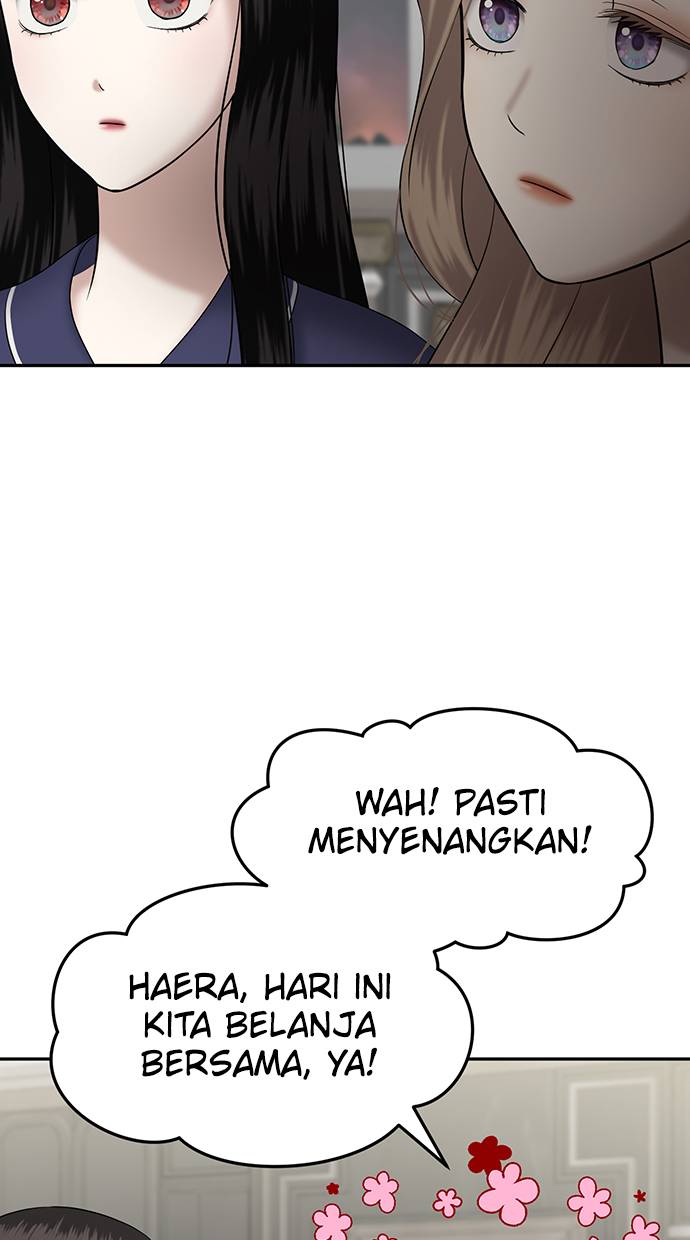 WAH! PASTI
MENYENANGKAN!
HAERA, HARI INI
KITA BELANJA
BERSAMA, YA!